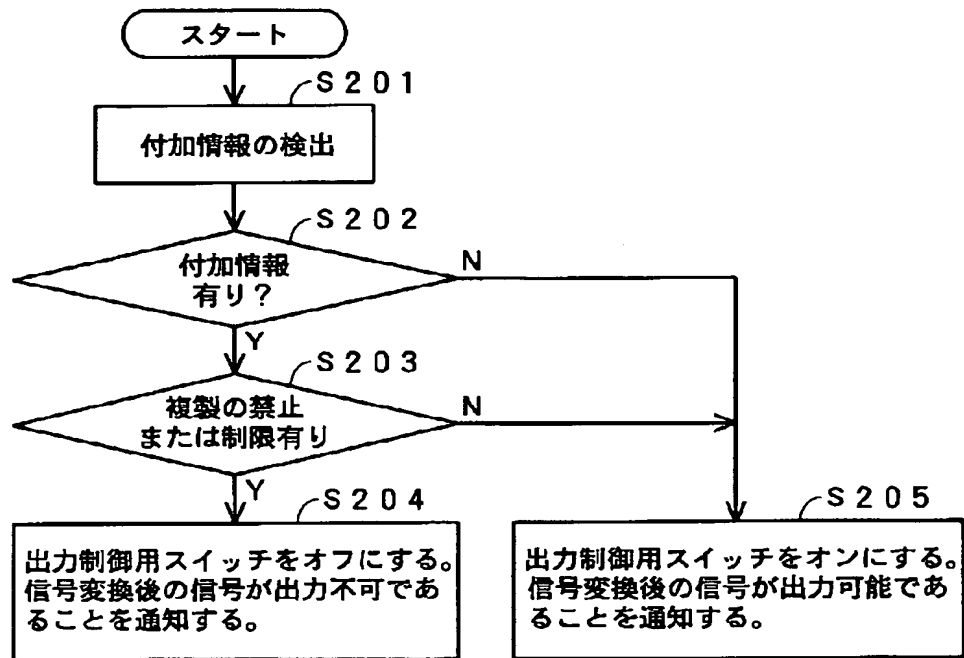 スタート
S201
付加情報の検出
S202
付加情報
有り？
N
Y
S203
複製の禁止
または制限有り
N
Y
S204
出力制御用スイッチをオフにする。
信号変換後の信号が出力不可であ
ることを通知する。
S205
出力制御用スイッチをオンにする。
信号変換後の信号が出力可能であ
ることを通知する。